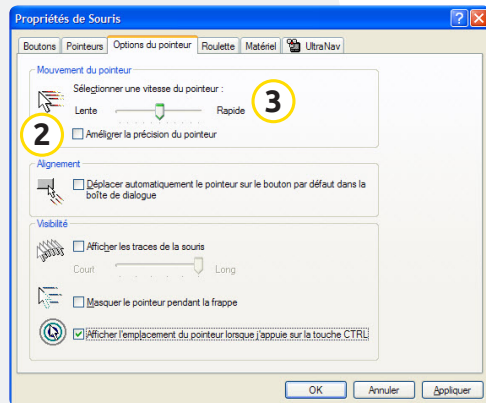 Propriétés de Souris
Boutons Pointeurs Options du pointeur Roulette Matériel UltraNav
Mouvement du pointeur
Sélectionner une vitesse du pointeur :
Lente Rapide
3
2
Améliorer la précision du pointeur
Alignement
Déplacer automatiquement le pointeur sur le bouton par défaut dans la
boîte de dialogue
Visibilité
Afficher les traces de la souris
Court Long
Masquer le pointeur pendant la frappe
Afficher l'emplacement du pointeur lorsque j'appuie sur la touche CTRL
OK Annuler Appliquer